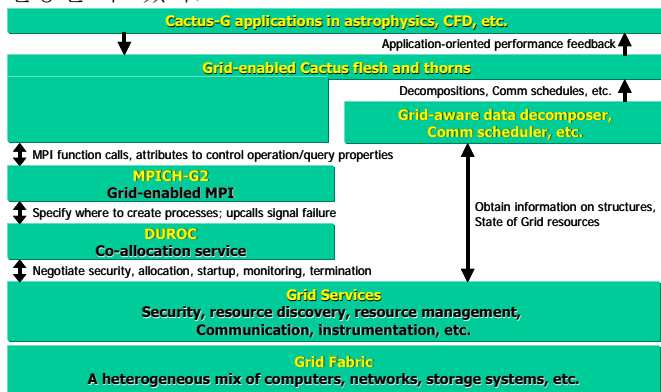 Cactus-G applications in astrophysics, CFD, etc.
Application-oriented performance feedback
Grid-enabled Cactus flesh and thorns
Decompositions, Comm schedules, etc.
Grid-aware data decomposer,
Comm scheduler, etc.
MPI function calls, attributes to control operation/query properties
MPICH-G2
Grid-enabled MPI
Obtain information on structures,
State of Grid resources
Specify where to create processes; upcalls signal failure
DUROC
Co-allocation service
Negotiate security, allocation, startup, monitoring, termination
Grid Services
Security, resource discovery, resource management,
Communication, instrumentation, etc.
Grid Fabric
A heterogeneous mix of computers, networks, storage systems, etc.